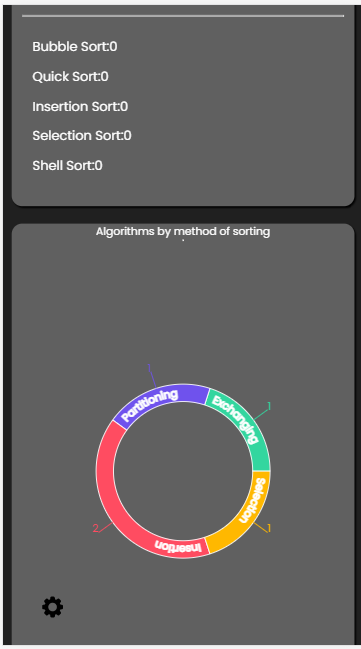 Bubble Sort:0
Quick Sort:0
Insertion Sort:0
Selection Sort:0
Shell Sort:0
Algorithms by method of sorting
1
Partitioning
Exchanging
1
Selection
1
Insertion
2